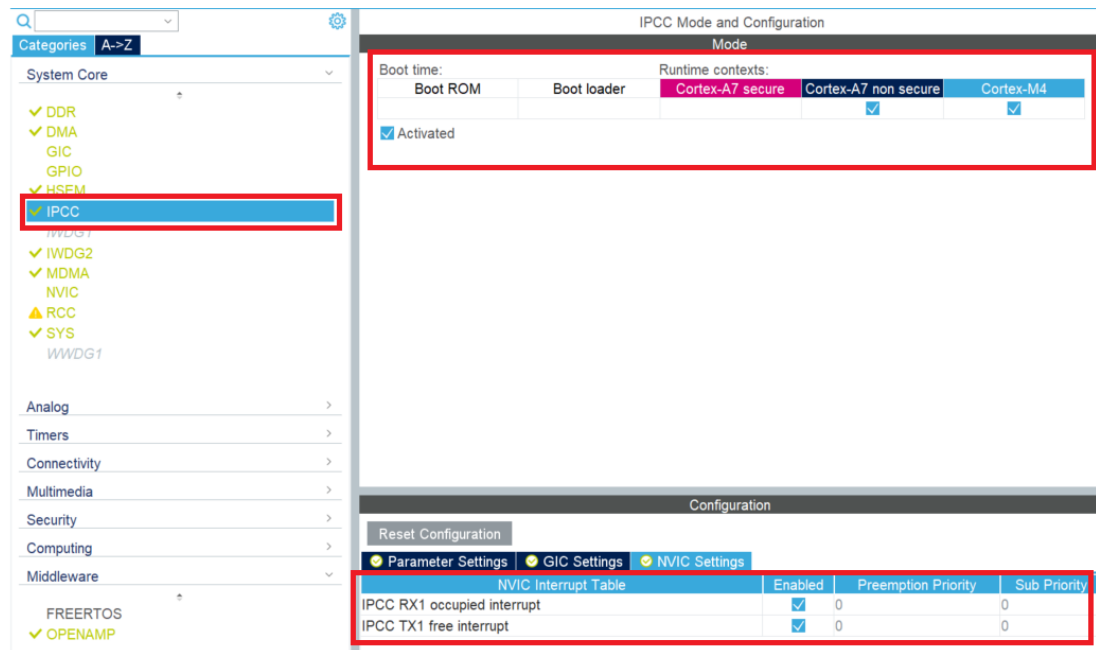 IPCC Mode and Configuration
Categories A->Z
Mode
System Core
Boot time: Runtime contexts:
Boot ROM Boot loader Cortex-A7 secure Cortex-A7 non secure Cortex-M4
Activated
DDR
DMA
GIC
GPIO
HSEM
IPCC
IWDG1
IWDG2
MDMA
NVIC
RCC
SYS
WWDG1
Analog
Timers
Connectivity
Multimedia
Security
Computing
Middleware
FREERTOS
OPENAMP
Configuration
Reset Configuration
Parameter Settings GIC Settings NVIC Settings
NVIC Interrupt Table Enabled Preemption Priority Sub Priority
IPCC RX1 occupied interrupt 0 0
IPCC TX1 free interrupt 0 0